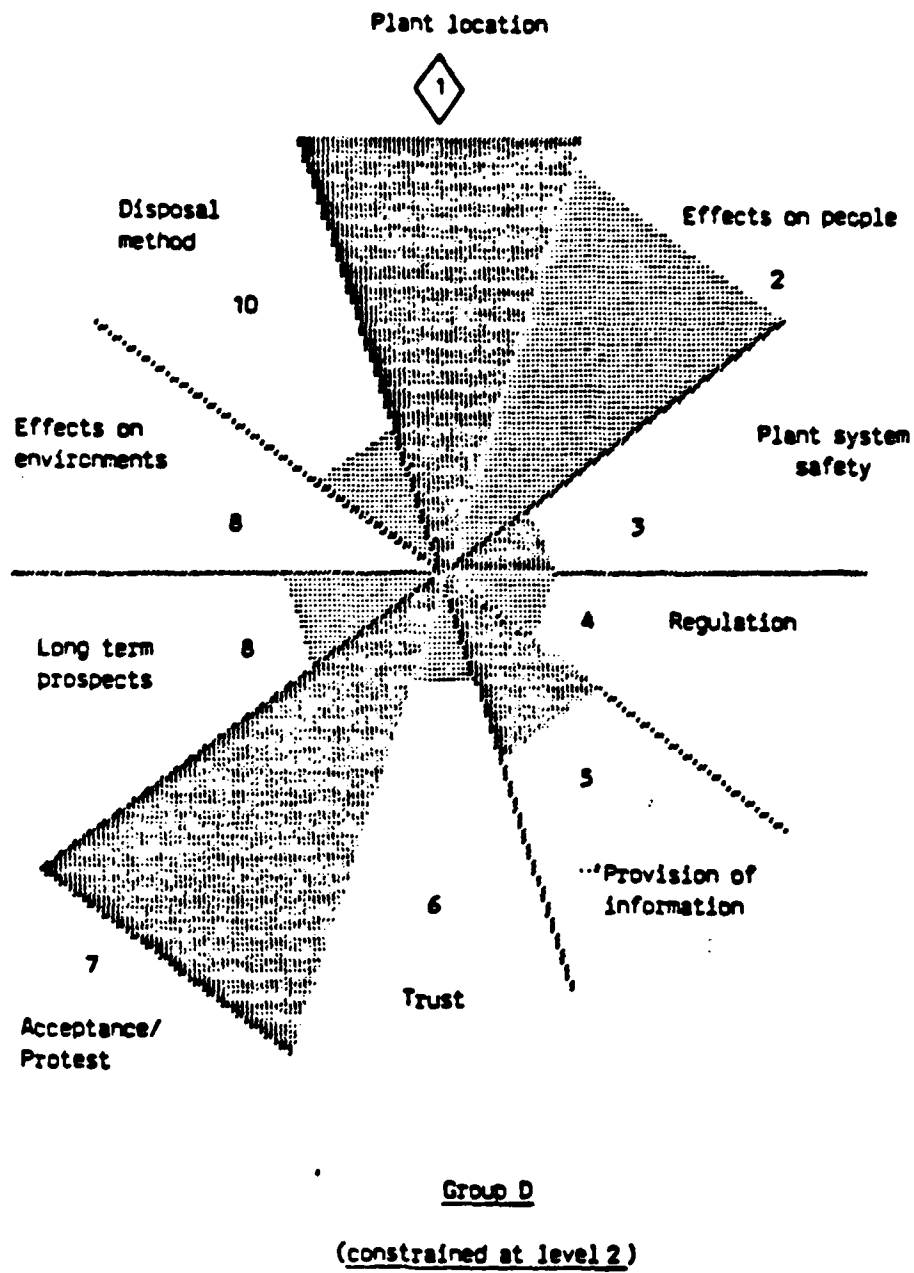 Plant location
1
Disposal
method
10
Effects on people
2
Effects on
environments
8
Plant system
safety
3
4
Regulation
Long term
prospects
8
5
Provision of
information
6
Trust
7
Acceptance/
Protest
Group D
(constrained at level 2)